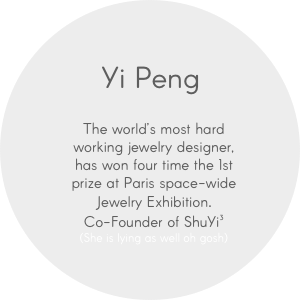 Yi Peng
The world's most hard
working jewelry designer,
has won four time the 1st
prize at Paris space-wide
Jewelry Exhibition.
Co-Founder of ShuYi³
(She is lying as well oh gosh)